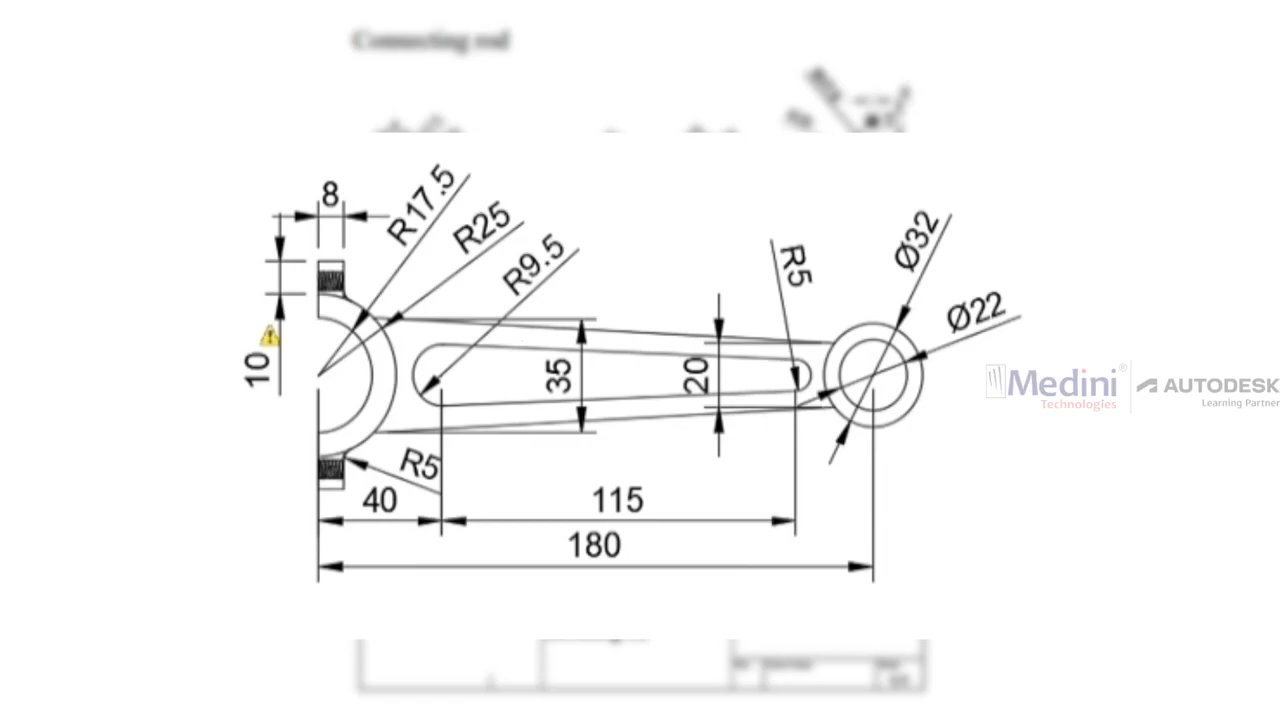 Connecting rod
8
R17.5
R25
R9.5
R5
Ø32
Ø22
10
35
20
R5
40
115
180
Medini
Technologies
AUTODESK
Learning Partner